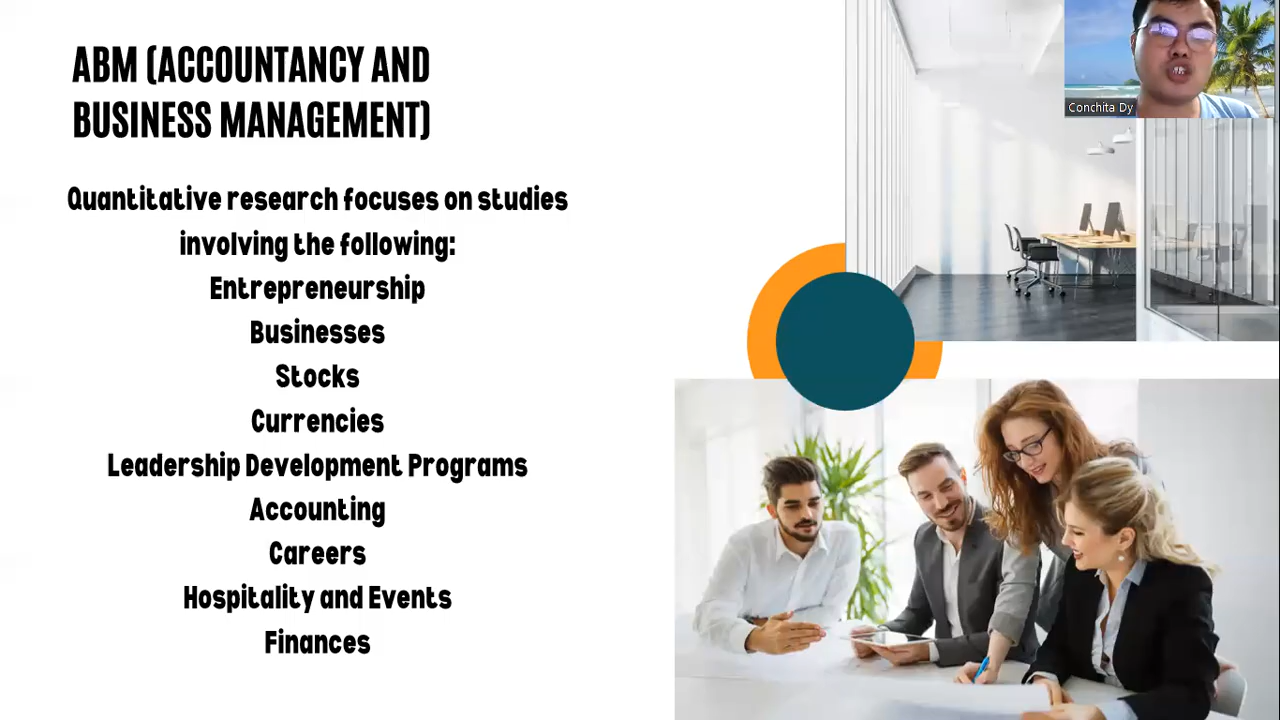 ABM (ACCOUNTANCY AND
BUSINESS MANAGEMENT)
Quantitative research focuses on studies
involving the following:
Entrepreneurship
Businesses
Stocks
Currencies
Leadership Development Programs
Accounting
Careers
Hospitality and Events
Finances
Conchita Dy